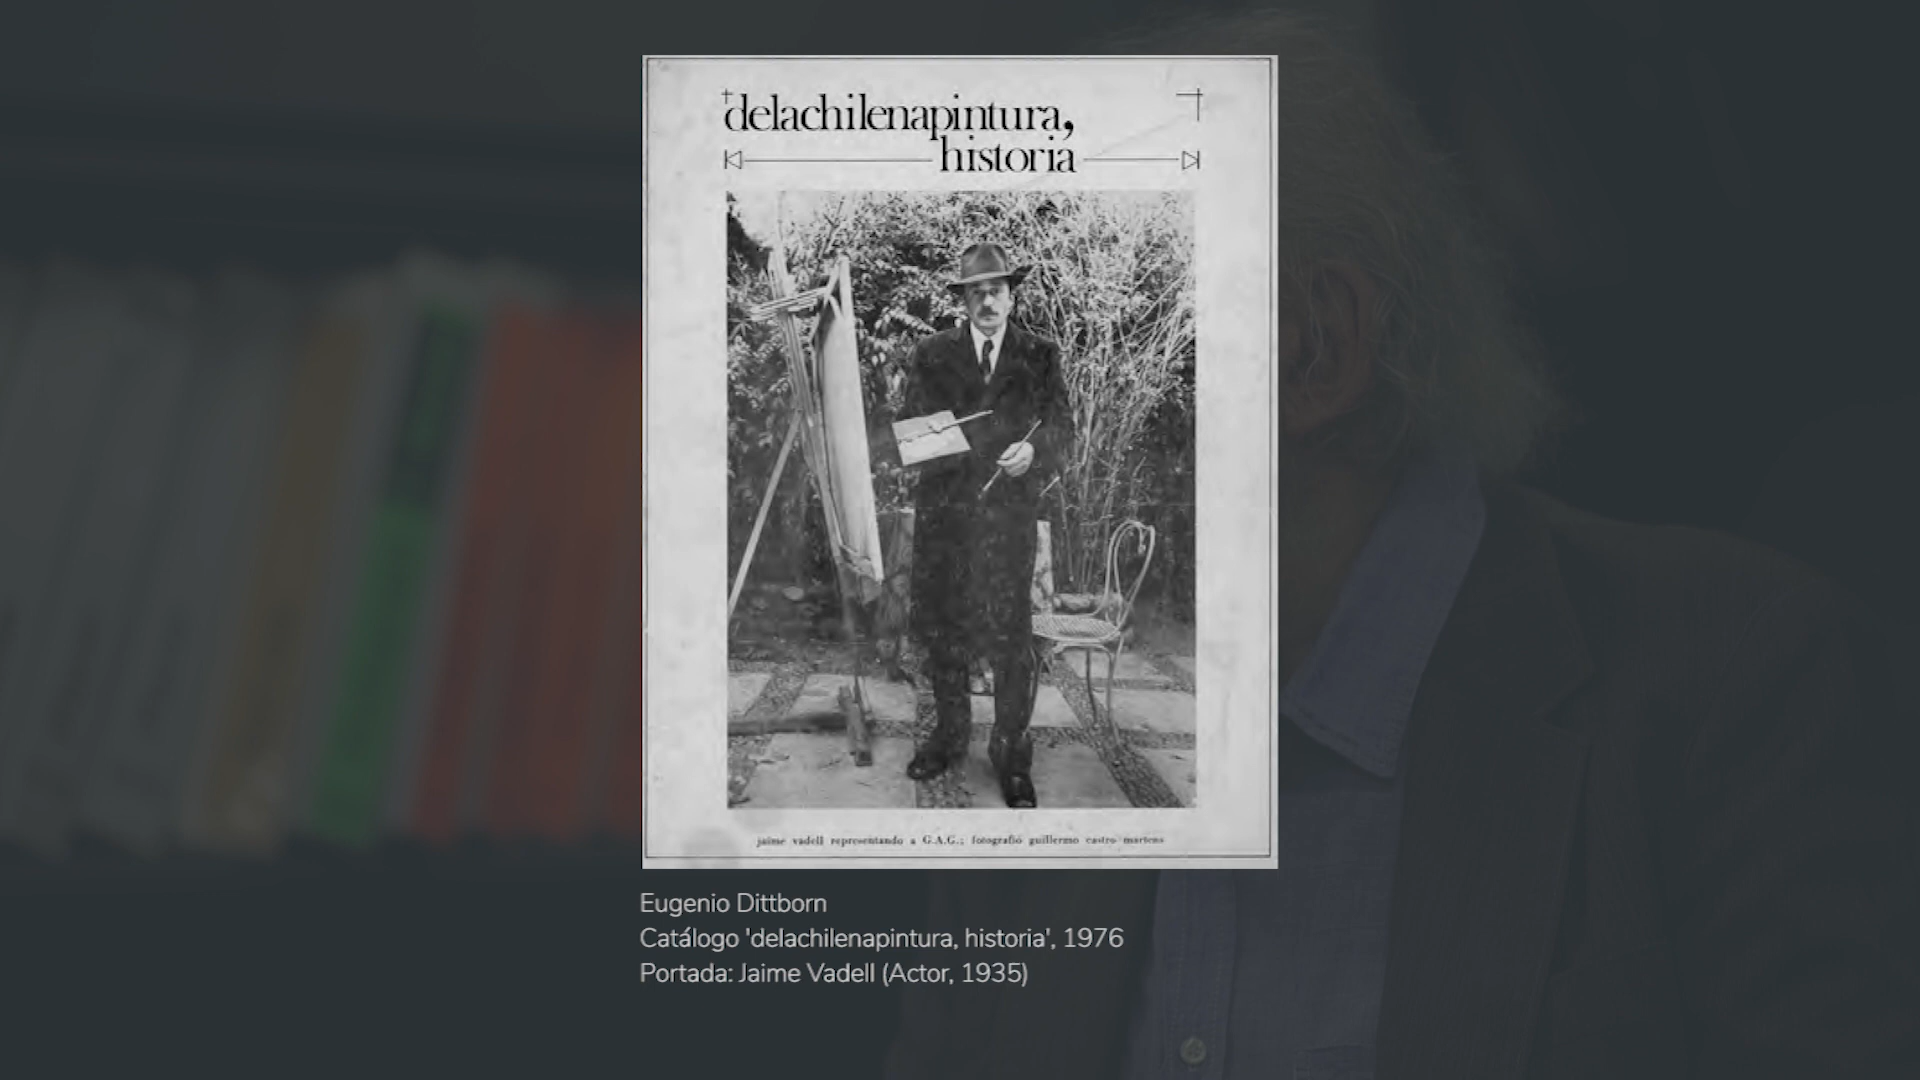 delachilenapintura,
historia
jaime vadell representando a G.A.G.; fotografió guillermo castro martens
Eugenio Dittborn
Catálogo 'delachilenapintura, historia', 1976
Portada: Jaime Vadell (Actor, 1935)